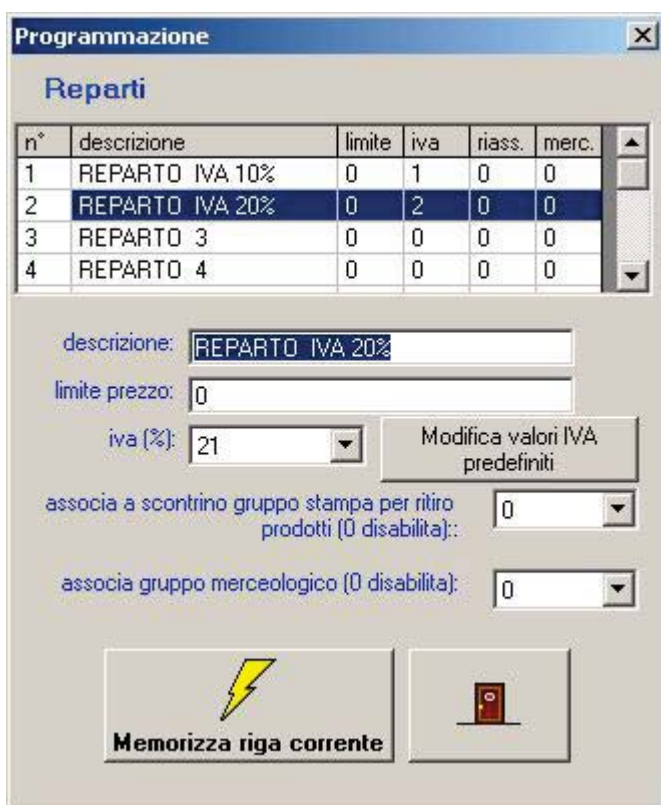 Programmazione
Reparti
n° descrizione limite iva riass. merc.
1 REPARTO IVA 10% 0 1 0 0
2 REPARTO IVA 20% 0 2 0 0
3 REPARTO 3 0 0 0 0
4 REPARTO 4 0 0 0 0
descrizione: REPARTO IVA 20%
limite prezzo: 0
iva (%): 21 Modifica valori IVA
predefiniti
associa a scontrino gruppo stampa per ritiro 0
prodotti (0 disabilita)::
associa gruppo merceologico (0 disabilita): 0
Memorizza riga corrente